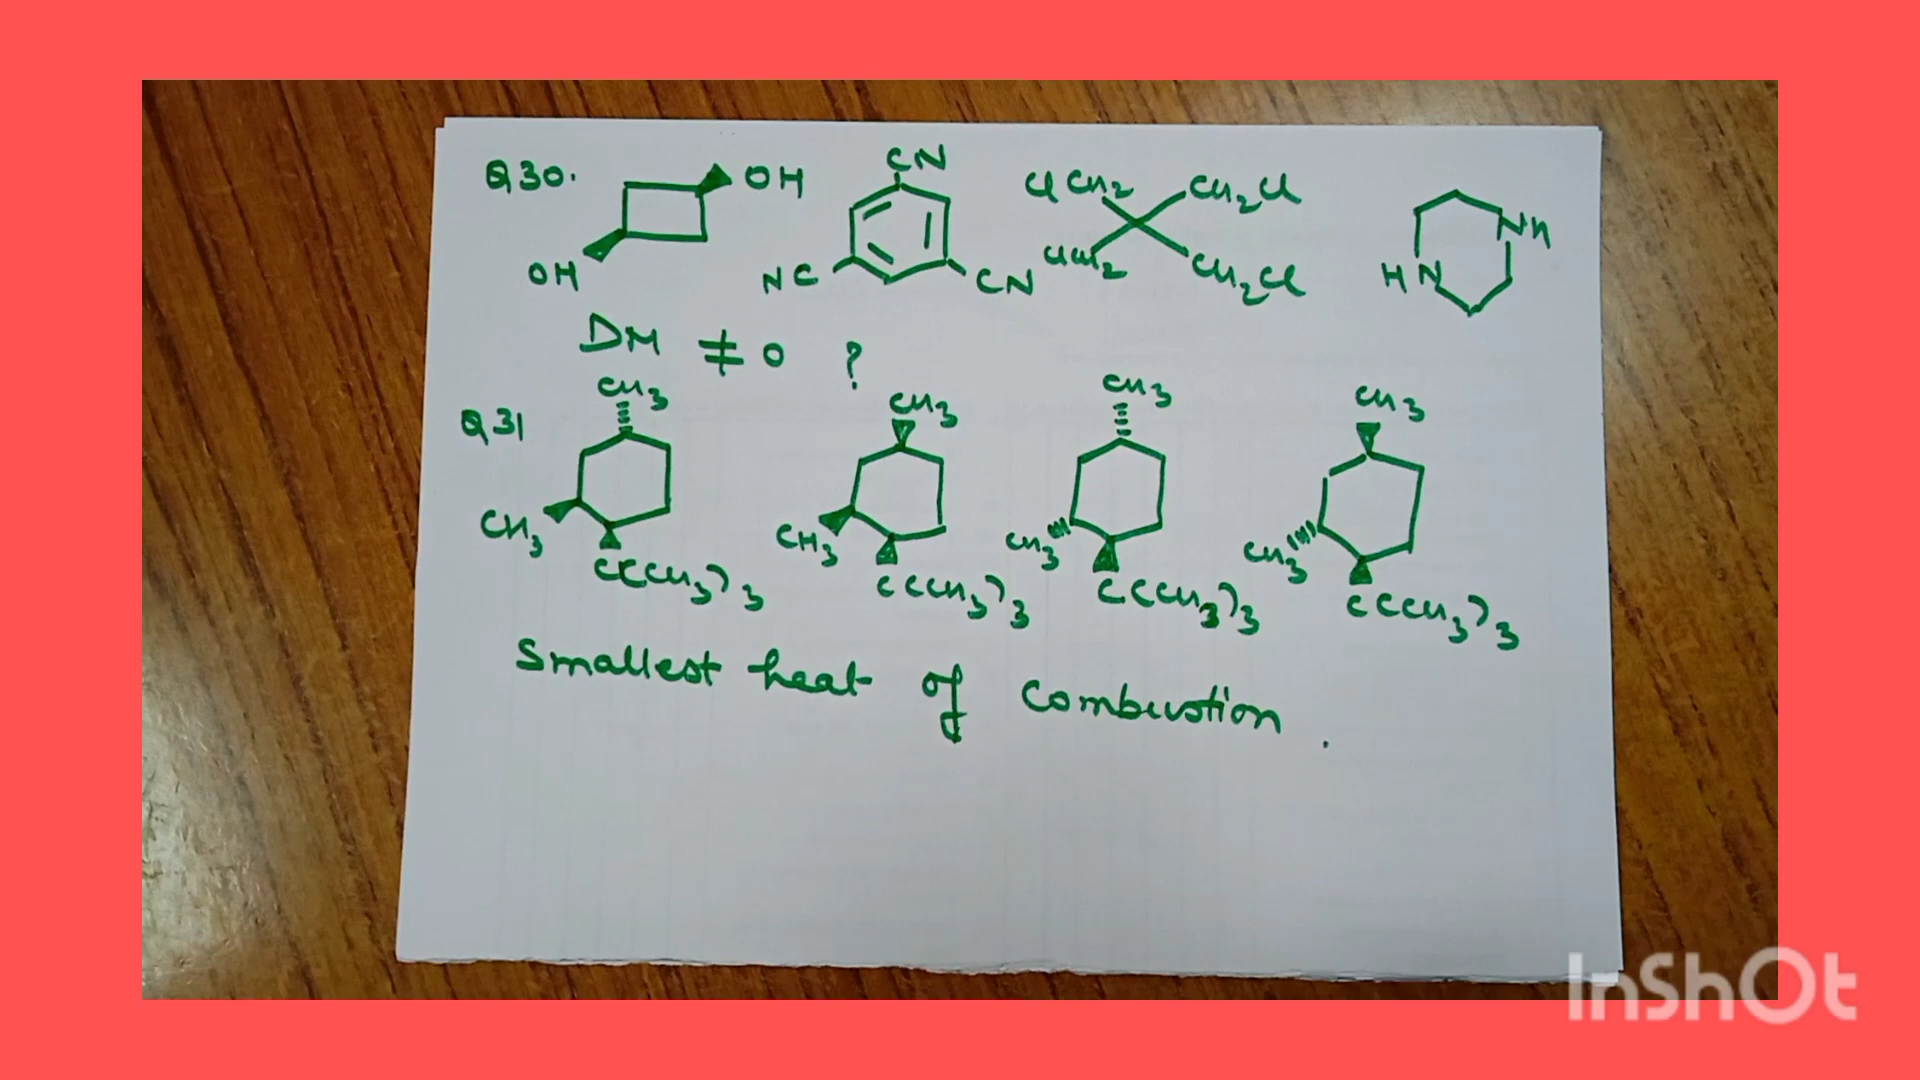 Q30. OH CN ClCH2 CH2Cl NH
OH NC CN ClCH2 CH2Cl HN
DM ≠ 0 ?
Q31 CH3 CH3 CH3 CH3
CH3 CH3 CH3 CH3
C(CH3)3 C(CH3)3 C(CH3)3 C(CH3)3
Smallest heat of combustion.
InShOt